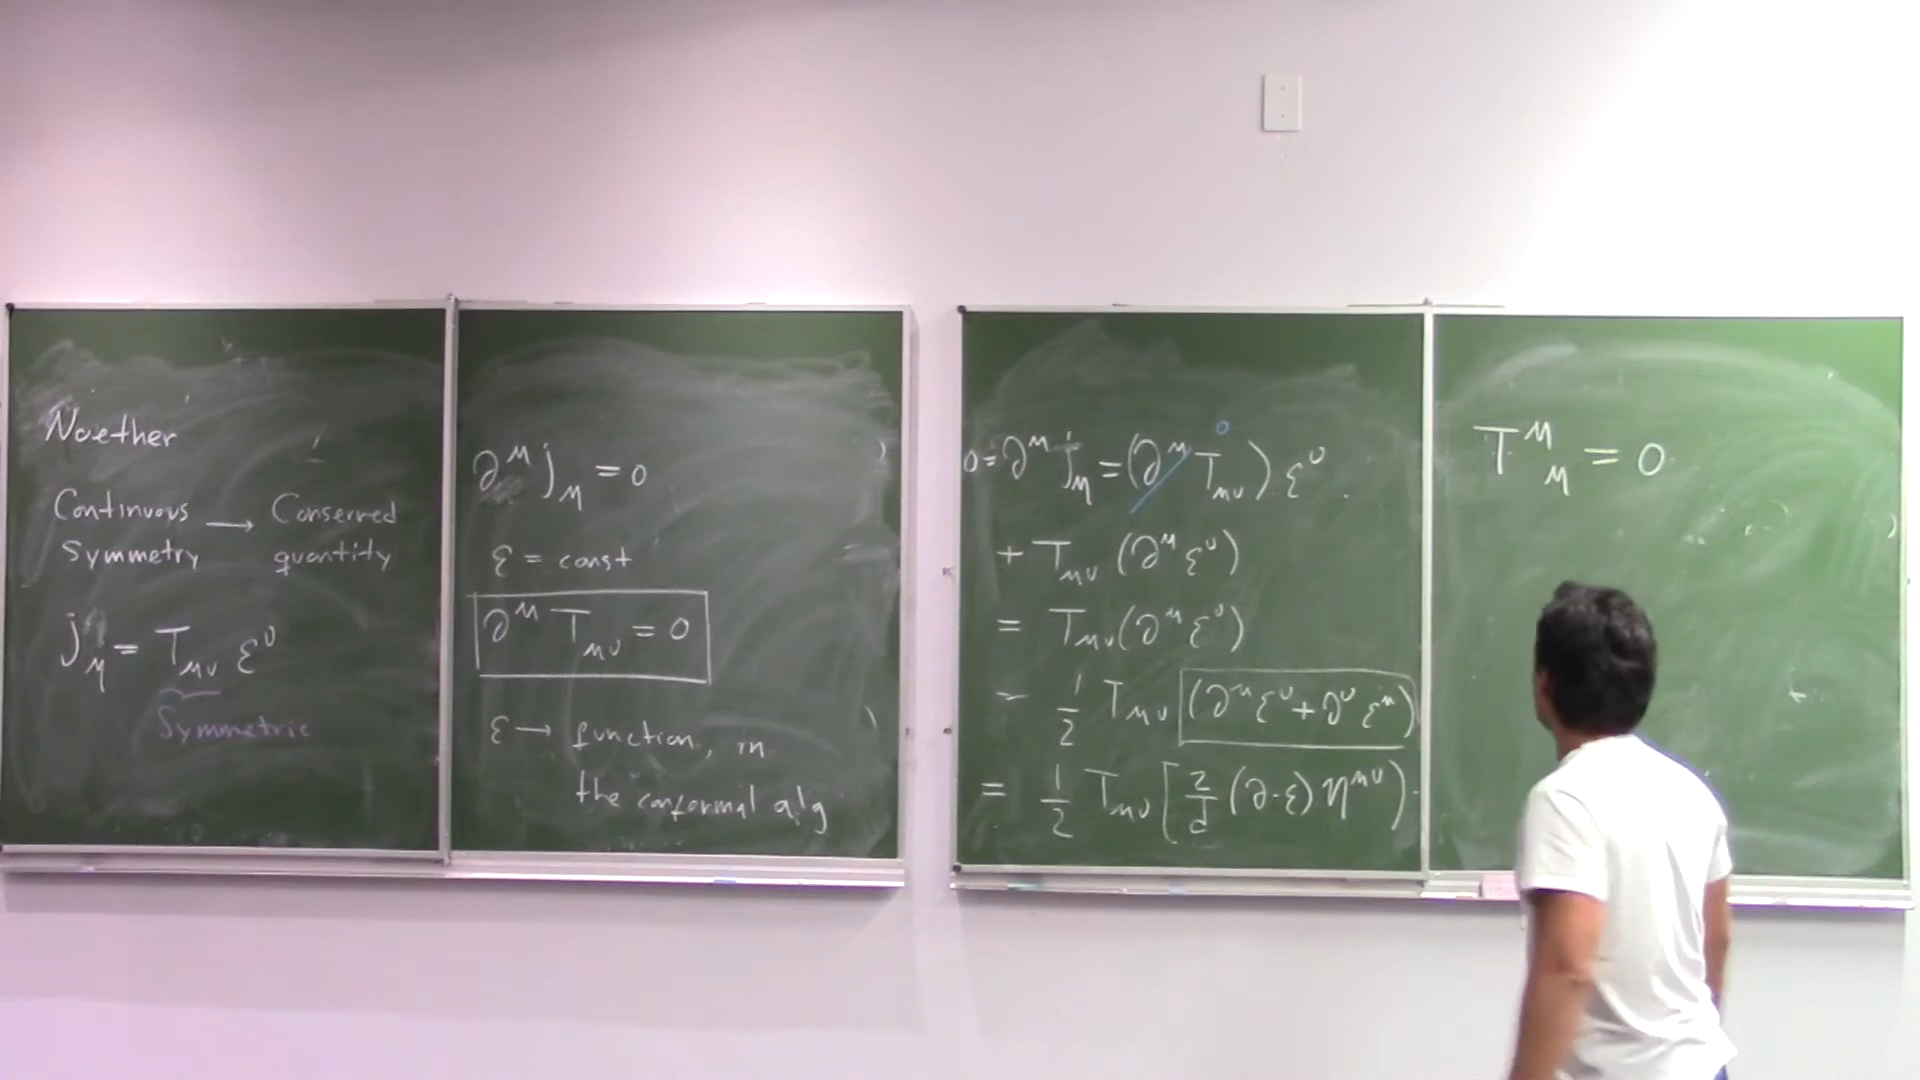 Noether
Continuous → Conserved
Symmetry quantity
j_μ = T_μν ε^ν
Symmetric
∂^μ j_μ = 0
ε = const
∂^μ T_μν = 0
ε → function, in
the conformal alg
0 = ∂^μ j_μ = (∂^μ T_μν) ε^ν
0
+ T_μν (∂^μ ε^ν)
= T_μν (∂^μ ε^ν)
= 1/2 T_μν (∂^μ ε^ν + ∂^ν ε^μ)
= 1/2 T_μν [2/d (∂·ε) η^μν)
T^μ_μ = 0